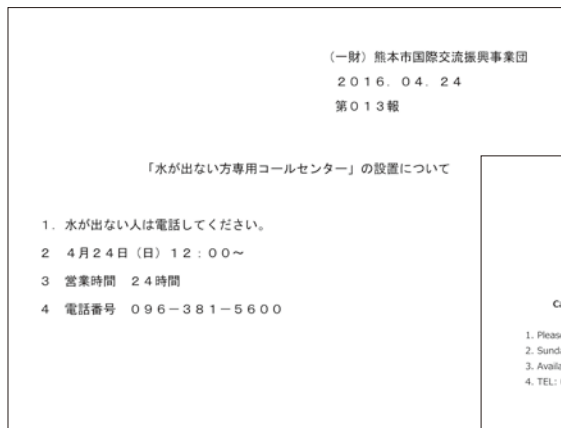 （一財）熊本市国際交流振興事業団
２０１６．０４．２４
第０１３報
「水が出ない方専用コールセンター」の設置について
１．水が出ない人は電話してください。
２　４月２４日（日）１２：００～
３　営業時間　２４時間
４　電話番号　０９６－３８１－５６００
1.
2.
3.
4. TEL: